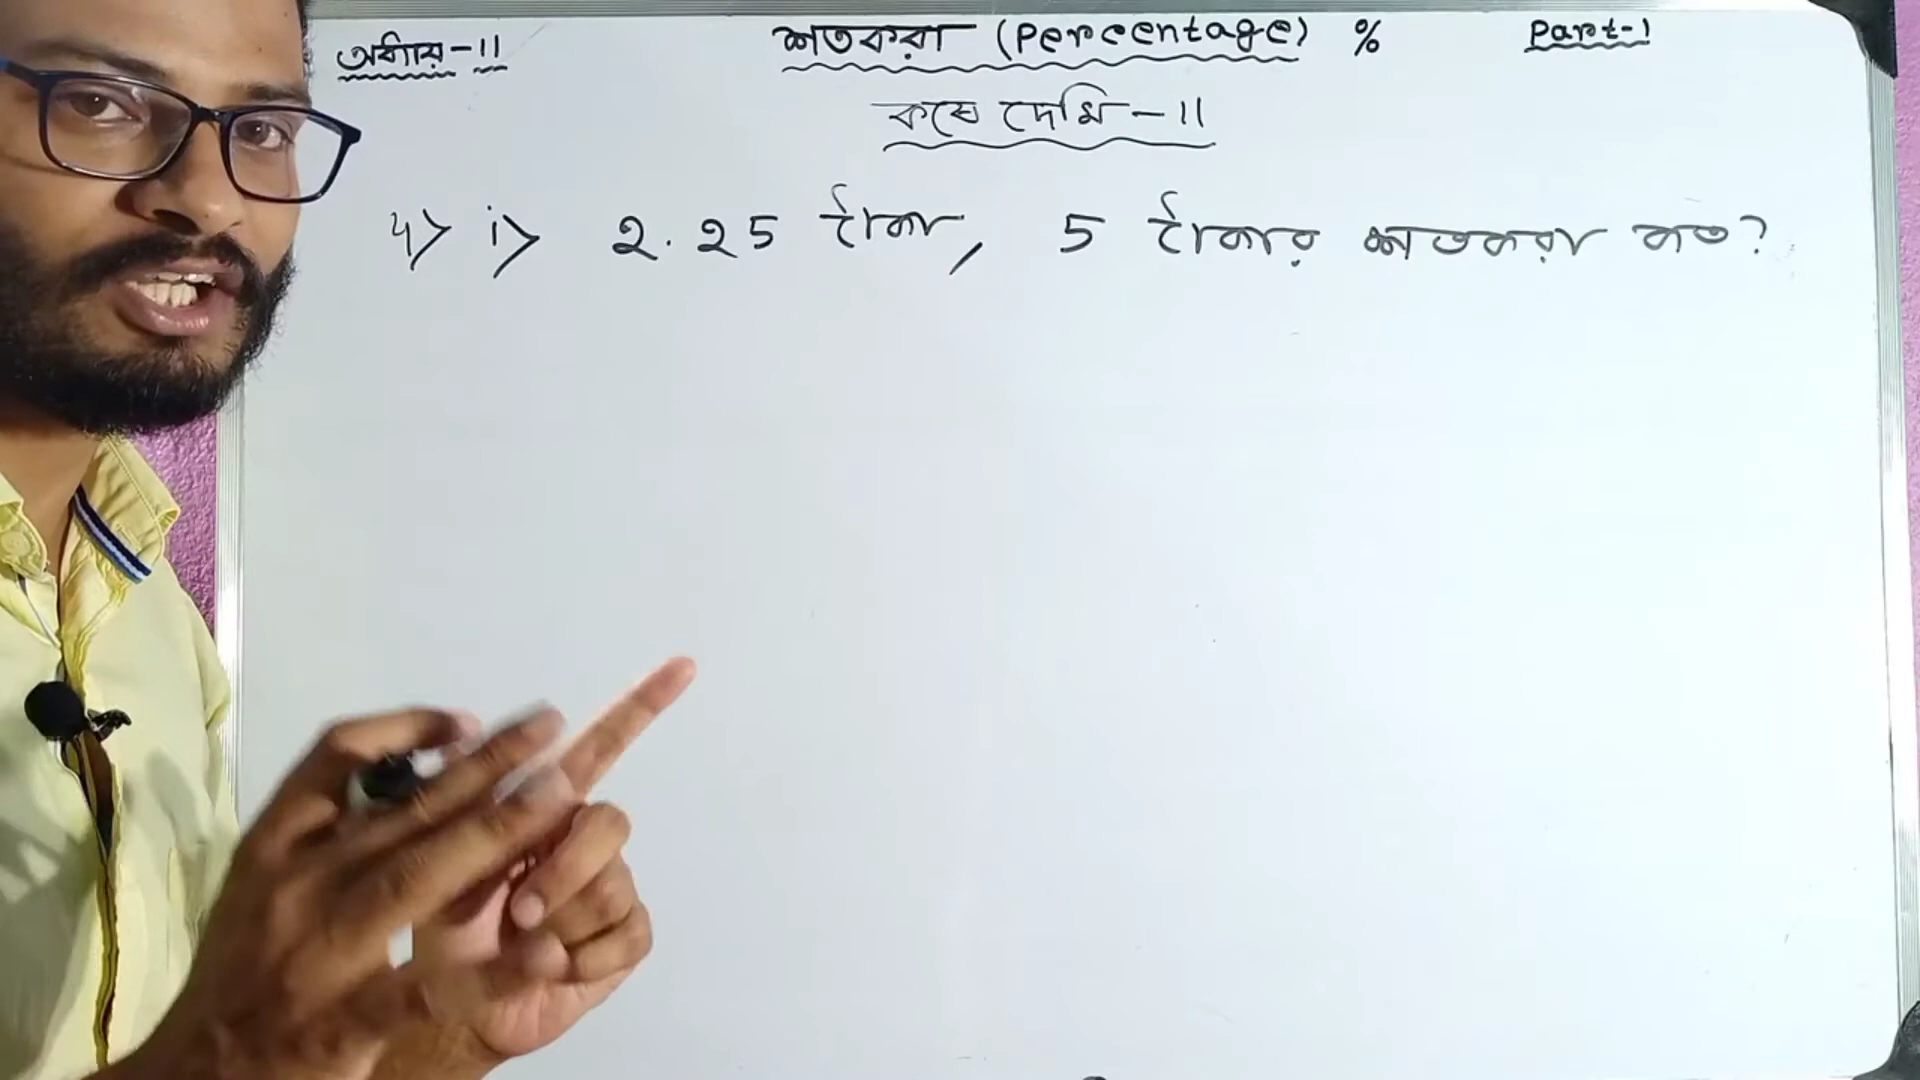 অধ্যায়-11 শতকরা (Percentage) % Part-1
কষে দেখি-11
4> i> 2.25 টাকা, 5 টাকার শতকরা কত?